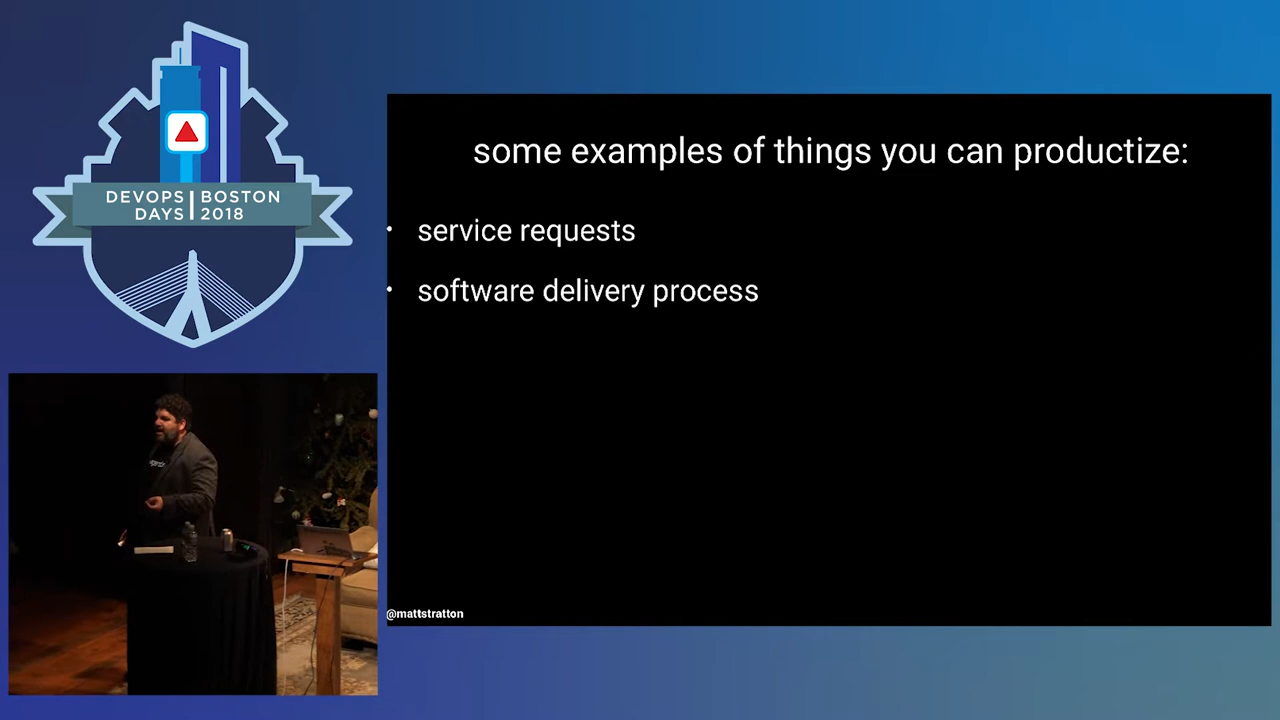 DEVOPS BOSTON
DAYS 2018
some examples of things you can productize:
• service requests
• software delivery process
@mattstratton